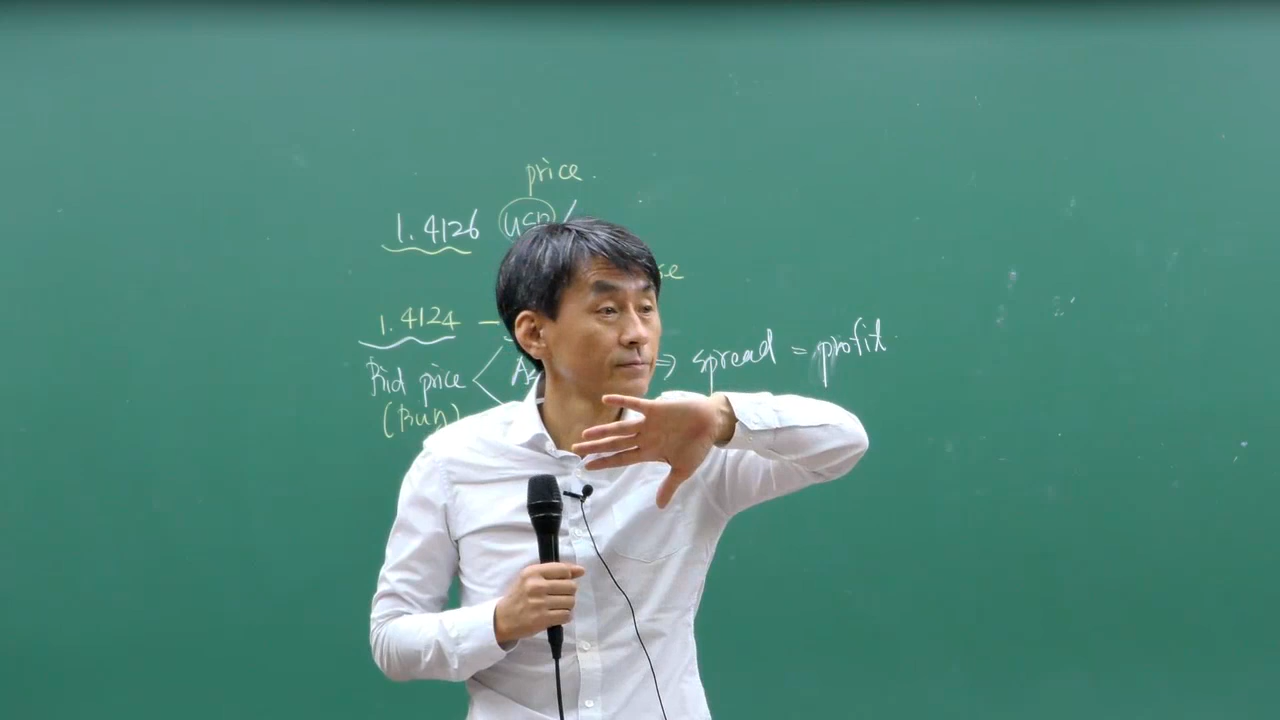 price.
1.4126 USD/
1.4124 –
Bid price < ⇒ spread = profit
(Buy)